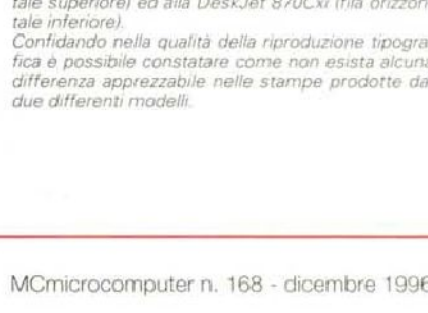 tale superiore) ed alla DeskJet 870Cxi (fila orizzon
tale inferiore).
Confidando nella qualità della riproduzione tipogra
fica è possibile constatare come non esista alcuna
differenza apprezzabile nelle stampe prodotte da
due differenti modelli.
MCmicrocomputer n. 168 - dicembre 1996